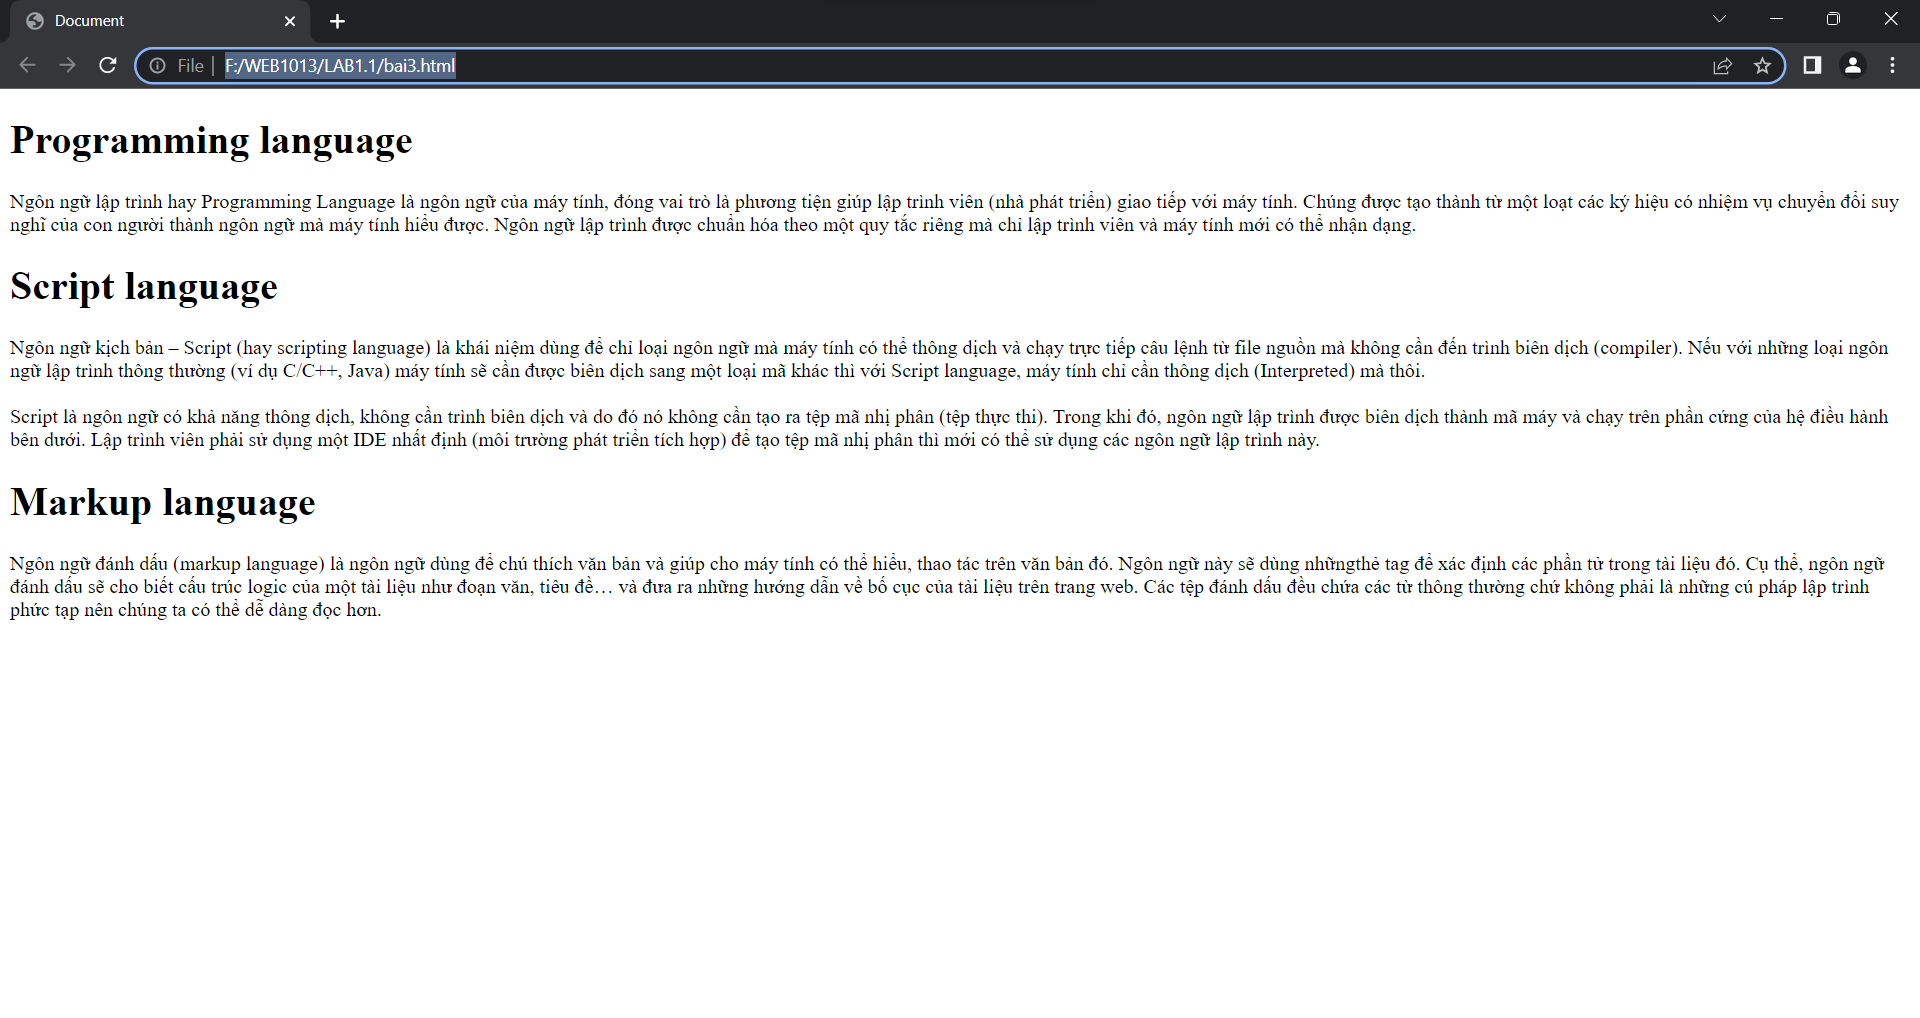 Document
File
F:/WEB1013/LAB1.1/bai3.html
Programming language
Ngôn ngữ lập trình hay Programming Language là ngôn ngữ của máy tính, đóng vai trò là phương tiện giúp lập trình viên (nhà phát triển) giao tiếp với máy tính. Chúng được tạo thành từ một loạt các ký hiệu có nhiệm vụ chuyển đổi suy
nghĩ của con người thành ngôn ngữ mà máy tính hiểu được. Ngôn ngữ lập trình được chuẩn hóa theo một quy tắc riêng mà chỉ lập trình viên và máy tính mới có thể nhận dạng.
Script language
Ngôn ngữ kịch bản – Script (hay scripting language) là khái niệm dùng để chỉ loại ngôn ngữ mà máy tính có thể thông dịch và chạy trực tiếp câu lệnh từ file nguồn mà không cần đến trình biên dịch (compiler). Nếu với những loại ngôn
ngữ lập trình thông thường (ví dụ C/C++, Java) máy tính sẽ cần được biên dịch sang một loại mã khác thì với Script language, máy tính chỉ cần thông dịch (Interpreted) mà thôi.
Script là ngôn ngữ có khả năng thông dịch, không cần trình biên dịch và do đó nó không cần tạo ra tệp mã nhị phân (tệp thực thi). Trong khi đó, ngôn ngữ lập trình được biên dịch thành mã máy và chạy trên phần cứng của hệ điều hành
bên dưới. Lập trình viên phải sử dụng một IDE nhất định (môi trường phát triển tích hợp) để tạo tệp mã nhị phân thì mới có thể sử dụng các ngôn ngữ lập trình này.
Markup language
Ngôn ngữ đánh dấu (markup language) là ngôn ngữ dùng để chú thích văn bản và giúp cho máy tính có thể hiểu, thao tác trên văn bản đó. Ngôn ngữ này sẽ dùng nhữngthẻ tag để xác định các phần tử trong tài liệu đó. Cụ thể, ngôn ngữ
đánh dấu sẽ cho biết cấu trúc logic của một tài liệu như đoạn văn, tiêu đề… và đưa ra những hướng dẫn về bố cục của tài liệu trên trang web. Các tệp đánh dấu đều chứa các từ thông thường chứ không phải là những cú pháp lập trình
phức tạp nên chúng ta có thể dễ dàng đọc hơn.